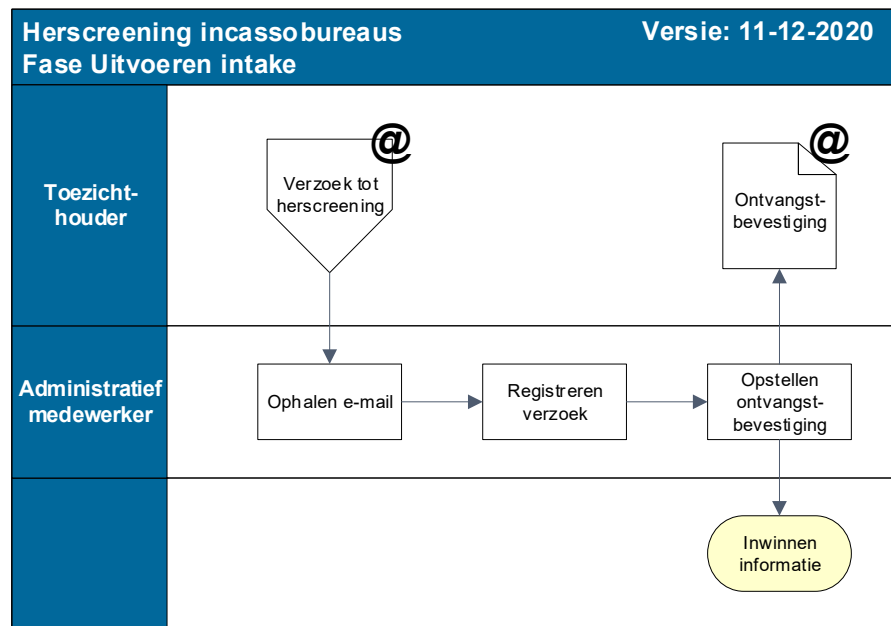 Herscreening incassobureaus
Fase Uitvoeren intake
Versie: 11-12-2020
Toezicht-
houder
@
Verzoek tot
herscreening
@
Ontvangst-
bevestiging
Administratief
medewerker
Ophalen e-mail
Registreren
verzoek
Opstellen
ontvangst-
bevestiging
Inwinnen
informatie